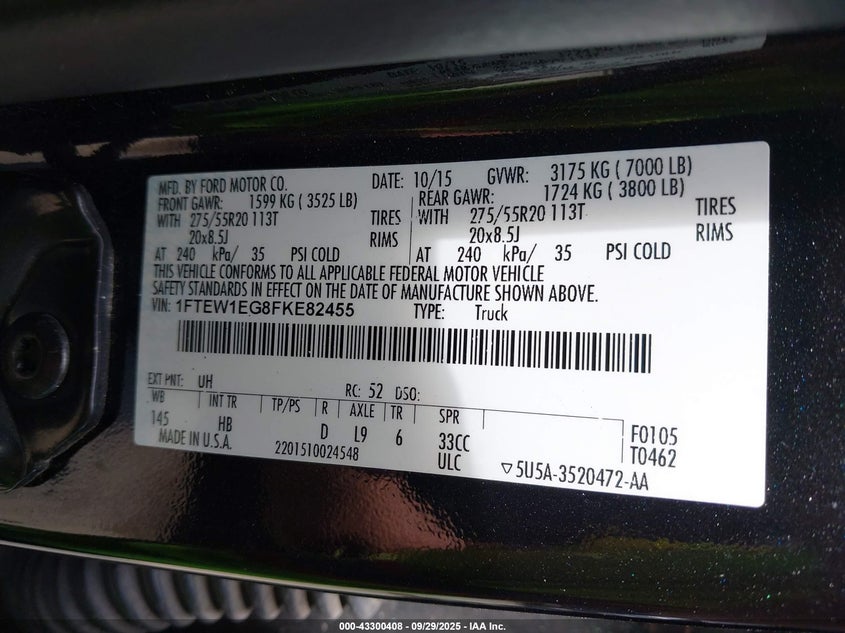 MFD. BY FORD MOTOR CO. DATE: 10/15 GVWR: 3175 KG ( 7000 LB)
FRONT GAWR: 1599 KG ( 3525 LB) REAR GAWR: 1724 KG ( 3800 LB)
WITH 275/55R20 113T TIRES WITH 275/55R20 113T TIRES
20x8.5J RIMS 20x8.5J RIMS
AT 240 kPa/ 35 PSI COLD AT 240 kPa/ 35 PSI COLD
THIS VEHICLE CONFORMS TO ALL APPLICABLE FEDERAL MOTOR VEHICLE
SAFETY STANDARDS IN EFFECT ON THE DATE OF MANUFACTURE SHOWN ABOVE.
VIN: 1FTEW1EG8FKE82455 TYPE: Truck
EXT PNT: UH RC: 52 DSO:
WB INT TR TP/PS R AXLE TR SPR
145 HB D L9 6 33CC F0105
MADE IN U.S.A. 2201510024548 ULC T0462
▽5U5A-3520472-AA
000-43300408 - 09/29/2025 - IAA Inc.